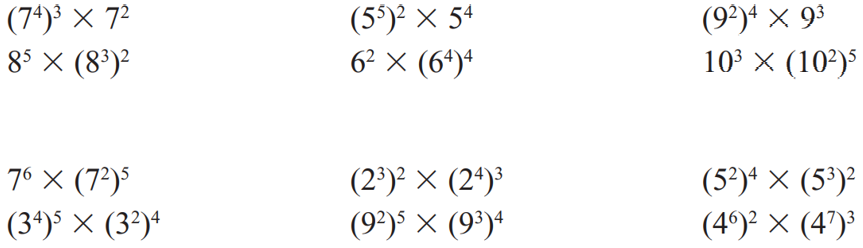 (7⁴)³ × 7² (5⁵)² × 5⁴ (9²)⁴ × 9³
8⁵ × (8³)² 6² × (6⁴)⁴ 10³ × (10²)⁵
7⁶ × (7²)⁵ (2³)² × (2⁴)³ (5²)⁴ × (5³)²
(3⁴)⁵ × (3²)⁴ (9²)⁵ × (9³)⁴ (4⁶)² × (4⁷)³